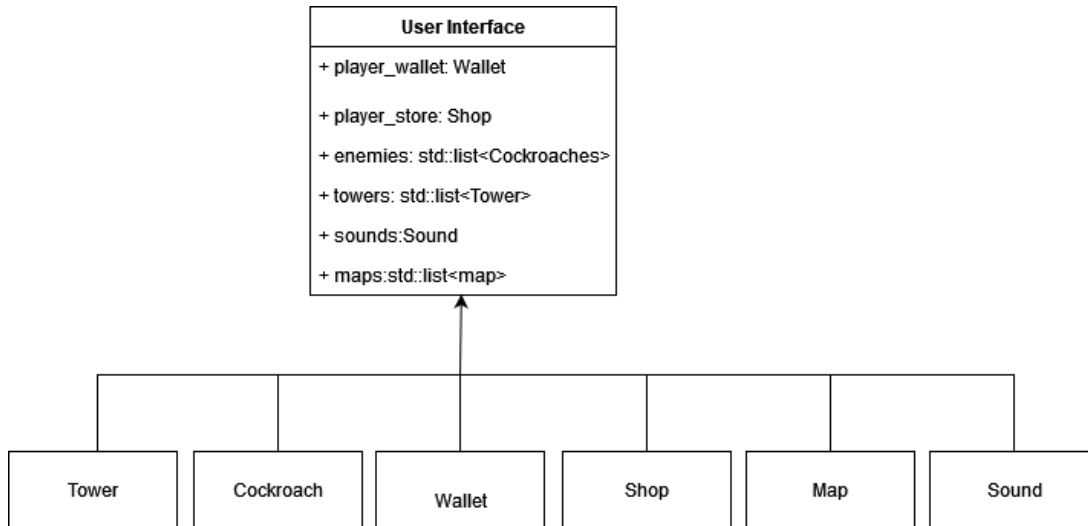 User Interface
+ player_wallet: Wallet
+ player_store: Shop
+ enemies: std::list<Cockroaches>
+ towers: std::list<Tower>
+ sounds:Sound
+ maps:std::list<map>
Tower
Cockroach
Wallet
Shop
Map
Sound